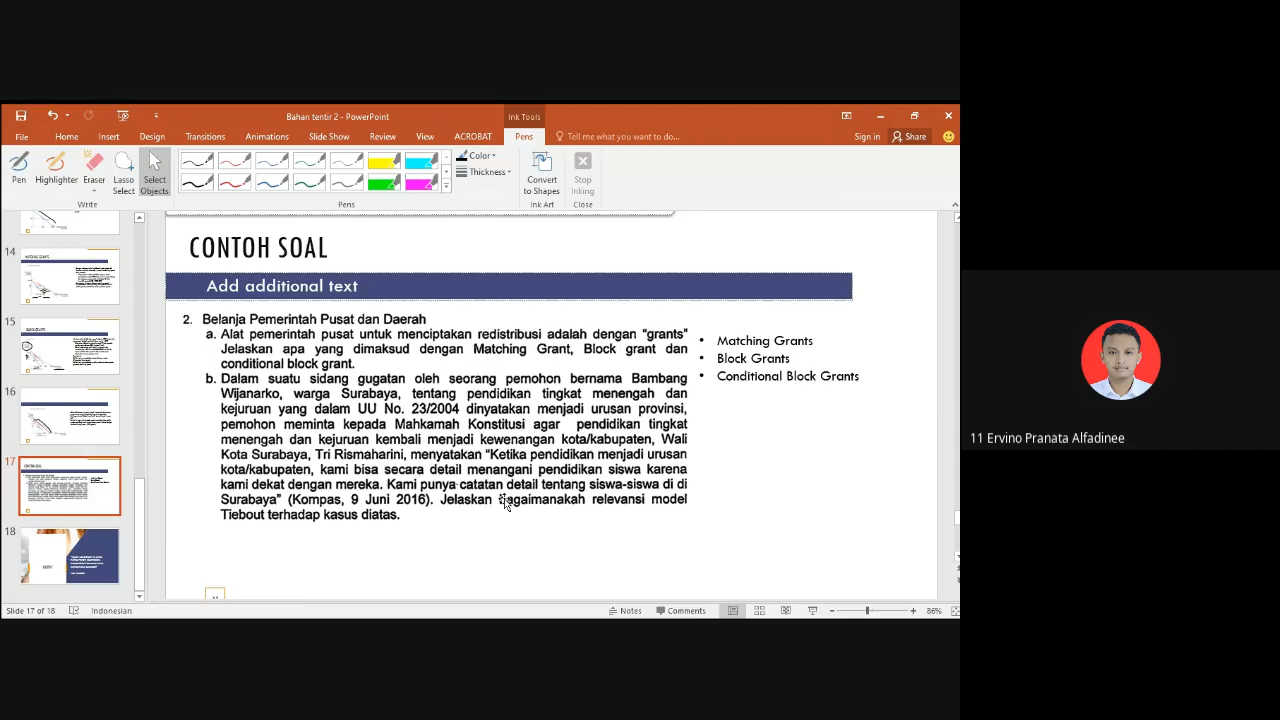 Bahan tentir 2 - PowerPoint
Ink Tools
File
Home
Insert
Design
Transitions
Animations
Slide Show
Review
View
ACROBAT
Pens
Tell me what you want to do...
Sign in
Share
Pen
Highlighter
Eraser
Lasso
Select
Select
Objects
Color
Thickness
Convert
to Shapes
Stop
Inking
Write
Pens
Ink Art
Close
14
15
16
17
18
CONTOH SOAL
Add additional text
2. Belanja Pemerintah Pusat dan Daerah
a. Alat pemerintah pusat untuk menciptakan redistribusi adalah dengan "grants"
Jelaskan apa yang dimaksud dengan Matching Grant, Block grant dan
conditional block grant.
b. Dalam suatu sidang gugatan oleh seorang pemohon bernama Bambang
Wijanarko, warga Surabaya, tentang pendidikan tingkat menengah dan
kejuruan yang dalam UU No. 23/2004 dinyatakan menjadi urusan provinsi,
pemohon meminta kepada Mahkamah Konstitusi agar pendidikan tingkat
menengah dan kejuruan kembali menjadi kewenangan kota/kabupaten, Wali
Kota Surabaya, Tri Rismaharini, menyatakan "Ketika pendidikan menjadi urusan
kota/kabupaten, kami bisa secara detail menangani pendidikan siswa karena
kami dekat dengan mereka. Kami punya catatan detail tentang siswa-siswa di di
Surabaya" (Kompas, 9 Juni 2016). Jelaskan bagaimanakah relevansi model
Tiebout terhadap kasus diatas.
• Matching Grants
• Block Grants
• Conditional Block Grants
11 Ervino Pranata Alfadinee
Slide 17 of 18
Indonesian
Notes
Comments
86%